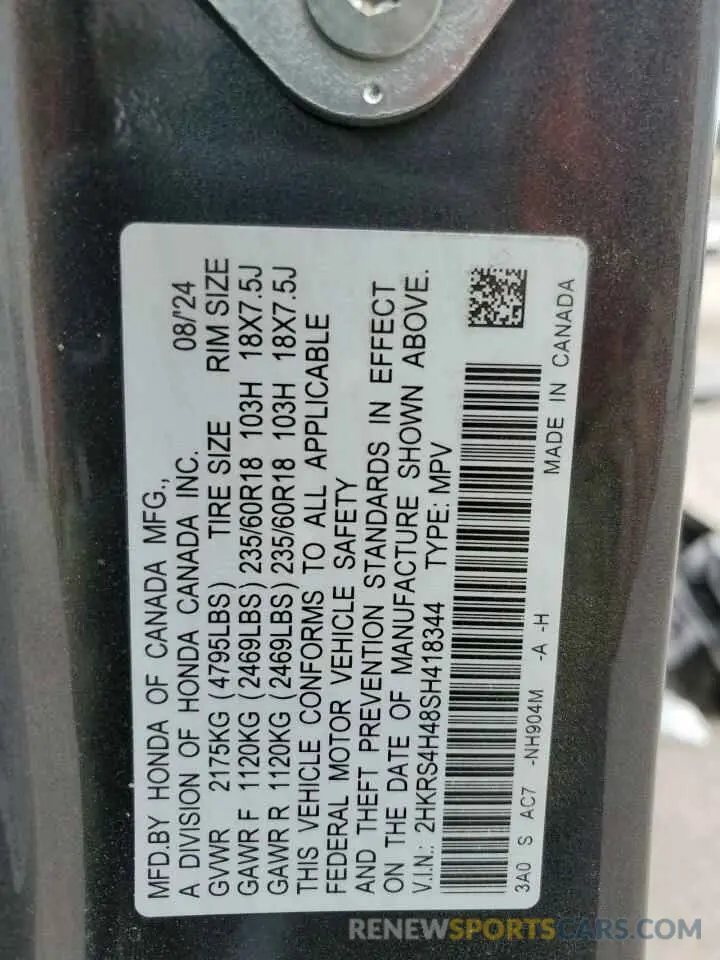 MFD.BY HONDA OF CANADA MFG.,
A DIVISION OF HONDA CANADA INC. 08/'24
GVWR 2175KG (4795LBS) TIRE SIZE RIM SIZE
GAWR F 1120KG (2469LBS) 235/60R18 103H 18X7.5J
GAWR R 1120KG (2469LBS) 235/60R18 103H 18X7.5J
THIS VEHICLE CONFORMS TO ALL APPLICABLE
FEDERAL MOTOR VEHICLE SAFETY
AND THEFT PREVENTION STANDARDS IN EFFECT
ON THE DATE OF MANUFACTURE SHOWN ABOVE.
V.I.N.: 2HKRS4H48SH418344 TYPE: MPV
3A0 S AC7 -NH904M -A -H
MADE IN CANADA
RENEWSPORTSCARS.COM